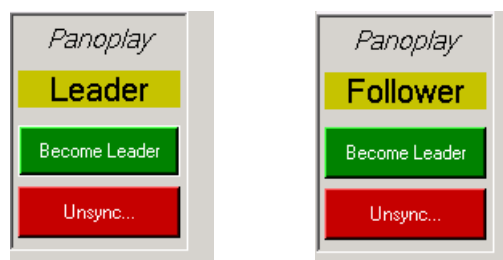 Panoplay
Leader
Become Leader
Unsync...
Panoplay
Follower
Become Leader
Unsync...